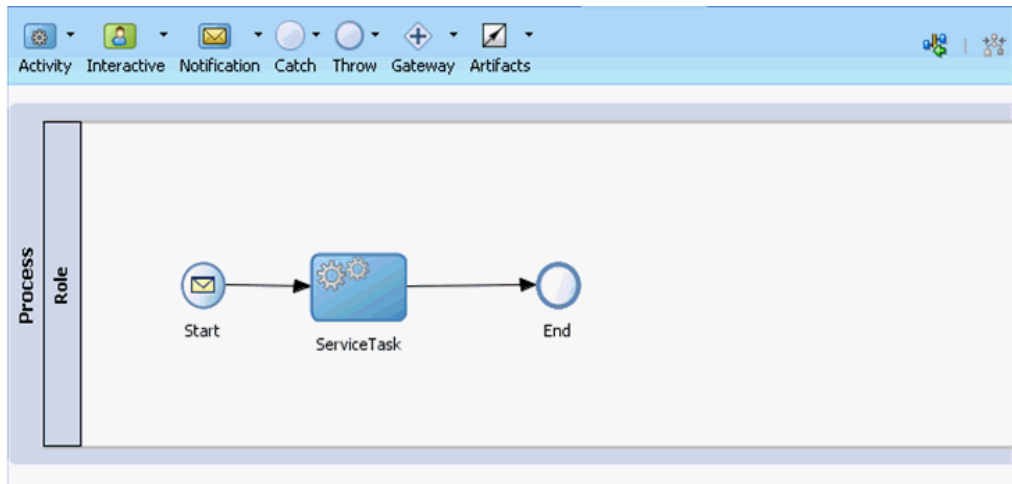 Activity Interactive Notification Catch Throw Gateway Artifacts
Process
Role
Start
ServiceTask
End